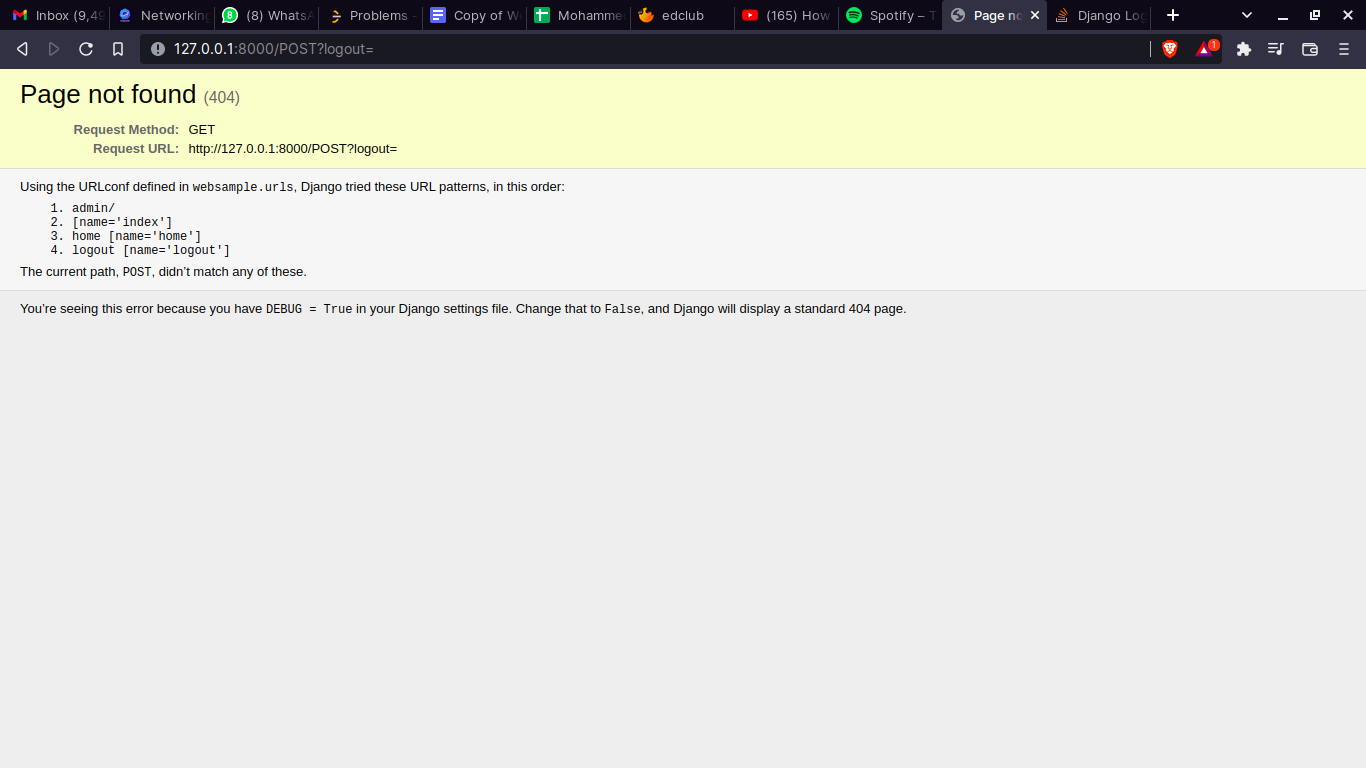 Inbox (9,49
Networking
(8) WhatsA
Problems -
Copy of W
Mohamme
edclub
(165) How
Spotify – T
Page no
Django Log
127.0.0.1:8000/POST?logout=
1
Page not found (404)
Request Method: GET
Request URL: http://127.0.0.1:8000/POST?logout=
Using the URLconf defined in websample.urls, Django tried these URL patterns, in this order:
1. admin/
2. [name='index']
3. home [name='home']
4. logout [name='logout']
The current path, POST, didn’t match any of these.
You’re seeing this error because you have DEBUG = True in your Django settings file. Change that to False, and Django will display a standard 404 page.